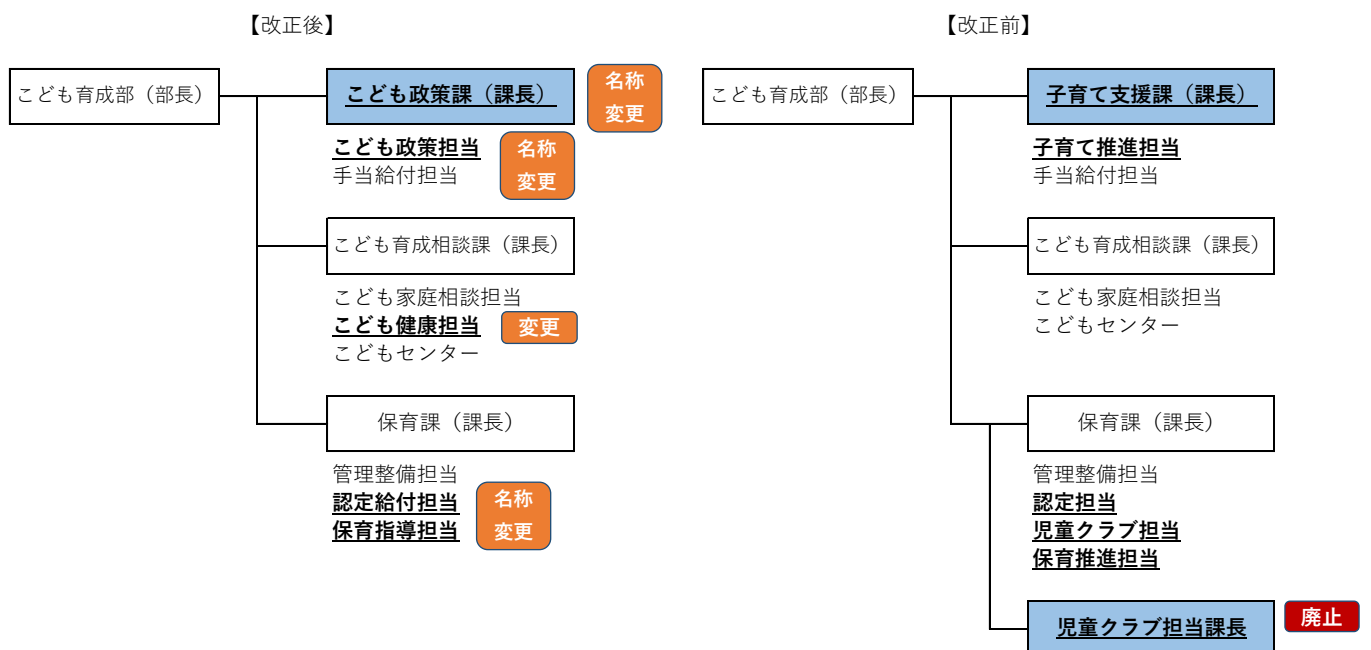 【改正後】
こども育成部（部長）
こども政策課（課長）
名称
変更
こども政策担当
手当給付担当
名称
変更
こども育成相談課（課長）
こども家庭相談担当
こども健康担当
変更
こどもセンター
保育課（課長）
管理整備担当
認定給付担当
保育指導担当
名称
変更
【改正前】
こども育成部（部長）
子育て支援課（課長）
子育て推進担当
手当給付担当
こども育成相談課（課長）
こども家庭相談担当
こどもセンター
保育課（課長）
管理整備担当
認定担当
児童クラブ担当
保育推進担当
児童クラブ担当課長
廃止